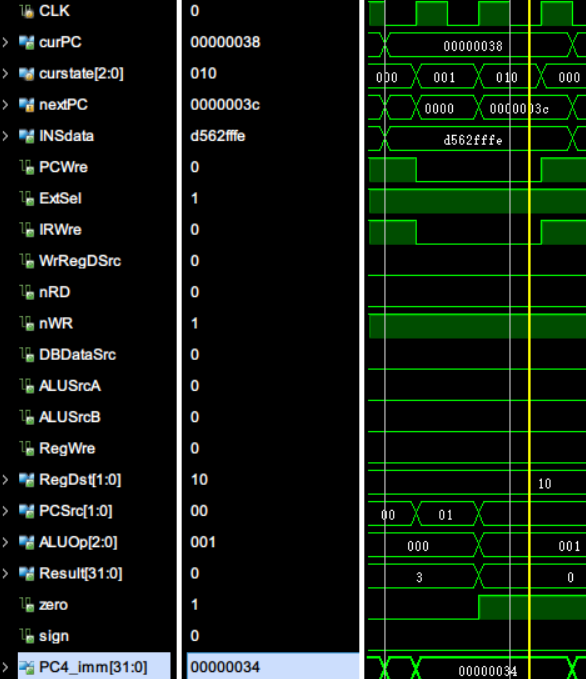 CLK 0
curPC 00000038 00000038
curstate[2:0] 010 000 001 010 000
nextPC 0000003c 0000 0000003c
INSdata d562fffe d562fffe
PCWre 0
ExtSel 1
IRWre 0
WrRegDSrc 0
nRD 0
nWR 1
DBDataSrc 0
ALUSrcA 0
ALUSrcB 0
RegWre 0
RegDst[1:0] 10 10
PCSrc[1:0] 00 00 01
ALUOp[2:0] 001 000 001
Result[31:0] 0 3 0
zero 1
sign 0
PC4_imm[31:0] 00000034 00000034